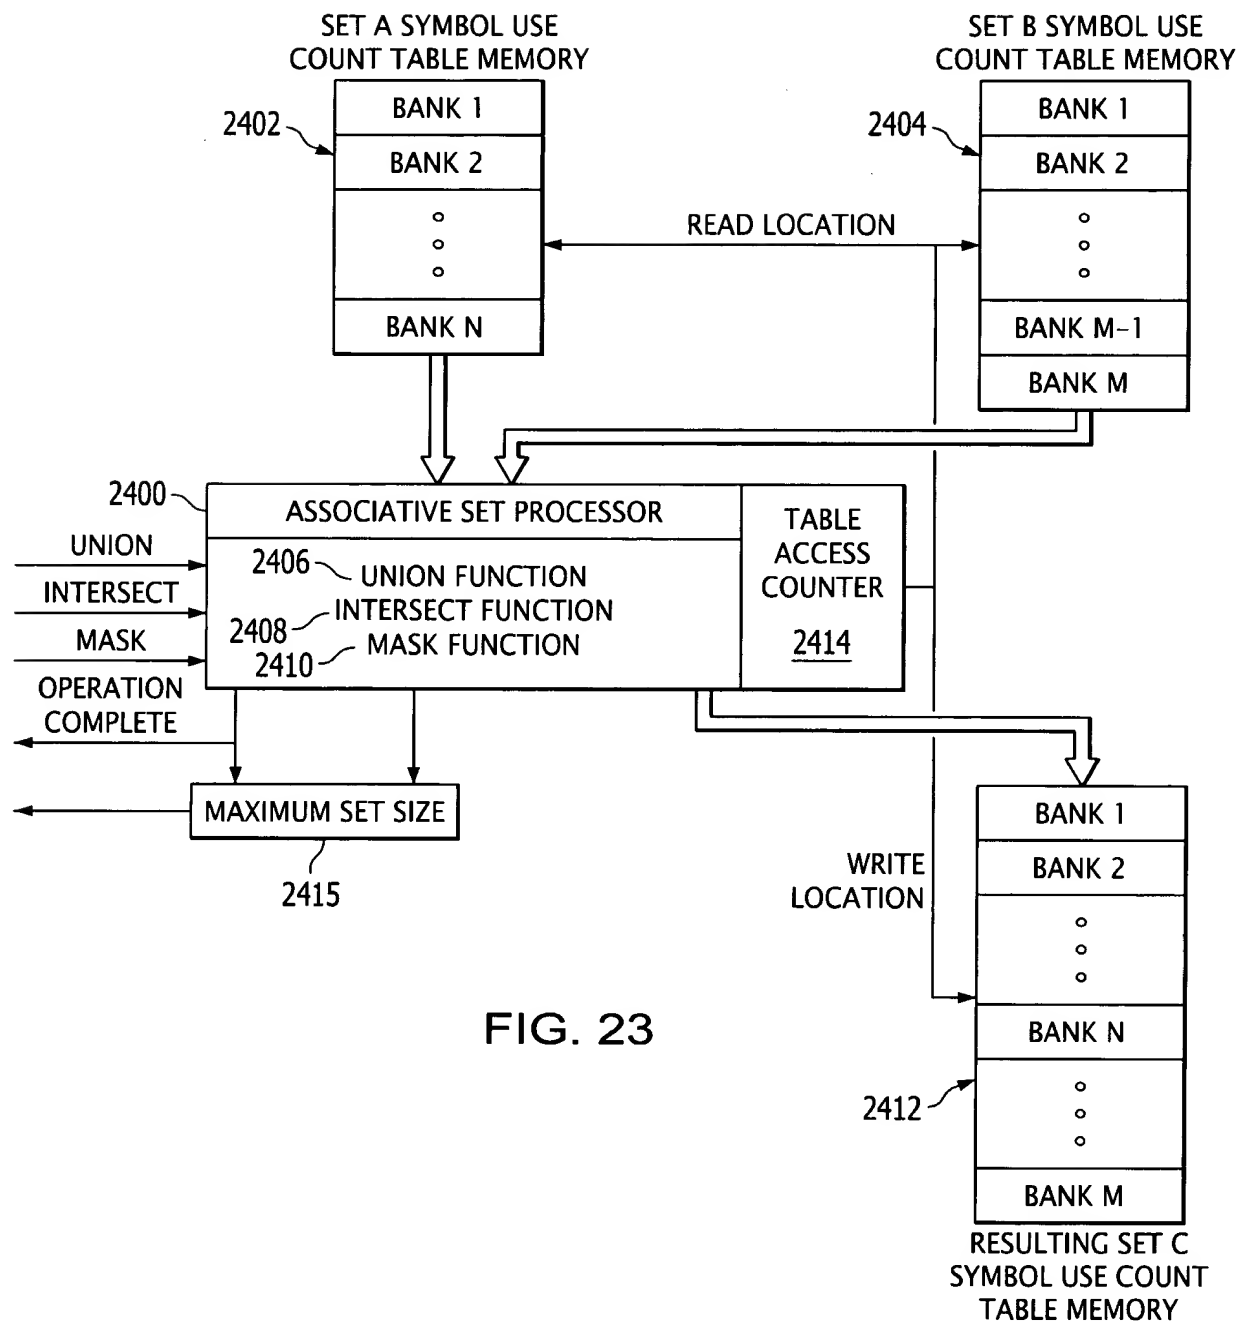 SET A SYMBOL USE
COUNT TABLE MEMORY
BANK 1
2402
BANK 2
BANK N
SET B SYMBOL USE
COUNT TABLE MEMORY
BANK 1
2404
BANK 2
BANK M-1
BANK M
READ LOCATION
2400
ASSOCIATIVE SET PROCESSOR
UNION
INTERSECT
MASK
OPERATION
COMPLETE
2406
UNION FUNCTION
2408
INTERSECT FUNCTION
2410
MASK FUNCTION
TABLE
ACCESS
COUNTER
2414
MAXIMUM SET SIZE
2415
WRITE
LOCATION
BANK 1
BANK 2
BANK N
2412
BANK M
RESULTING SET C
SYMBOL USE COUNT
TABLE MEMORY
FIG. 23